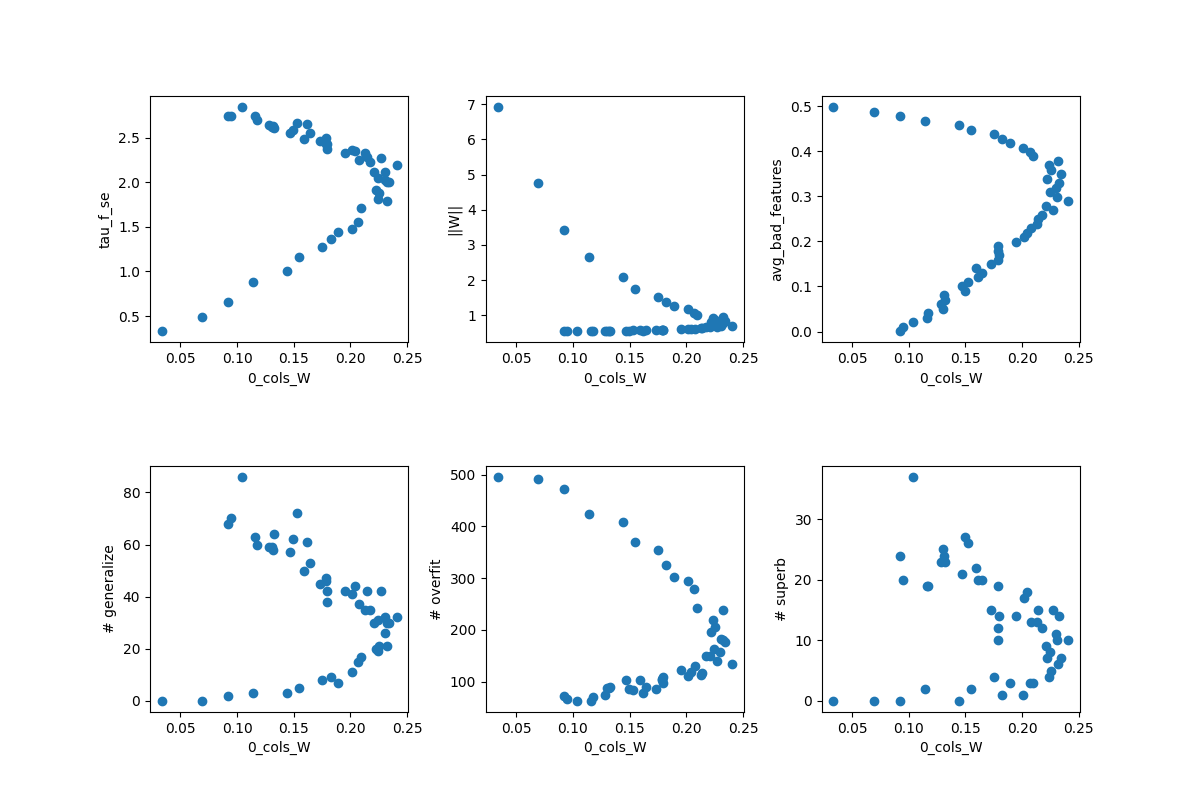 tau_f_se
2.5
2.0
1.5
1.0
0.5
0.05 0.10 0.15 0.20 0.25
0_cols_W
||W||
7
6
5
4
3
2
1
0.05 0.10 0.15 0.20 0.25
0_cols_W
avg_bad_features
0.5
0.4
0.3
0.2
0.1
0.0
0.05 0.10 0.15 0.20 0.25
0_cols_W
# generalize
80
60
40
20
0
0.05 0.10 0.15 0.20 0.25
0_cols_W
# overfit
500
400
300
200
100
0.05 0.10 0.15 0.20 0.25
0_cols_W
# superb
30
20
10
0
0.05 0.10 0.15 0.20 0.25
0_cols_W